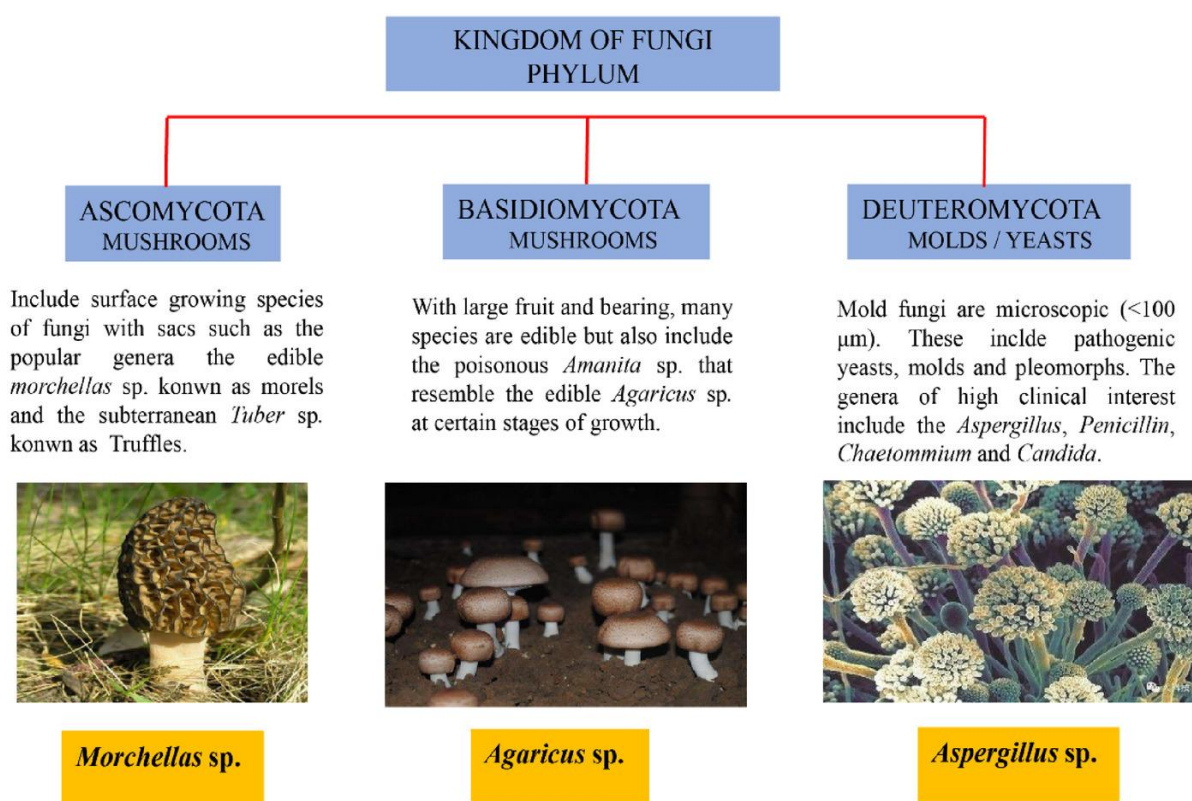 KINGDOM OF FUNGI
PHYLUM
ASCOMYCOTA
MUSHROOMS
Include surface growing species
of fungi with sacs such as the
popular genera the edible
morchellas sp. konwn as morels
and the subterranean Tuber sp.
konwn as Truffles.
Morchellas sp.
BASIDIOMYCOTA
MUSHROOMS
With large fruit and bearing, many
species are edible but also include
the poisonous Amanita sp. that
resemble the edible Agaricus sp.
at certain stages of growth.
Agaricus sp.
DEUTEROMYCOTA
MOLDS / YEASTS
Mold fungi are microscopic (<100
μm). These inclde pathogenic
yeasts, molds and pleomorphs. The
genera of high clinical interest
include the Aspergillus, Penicillin,
Chaetommium and Candida.
Aspergillus sp.